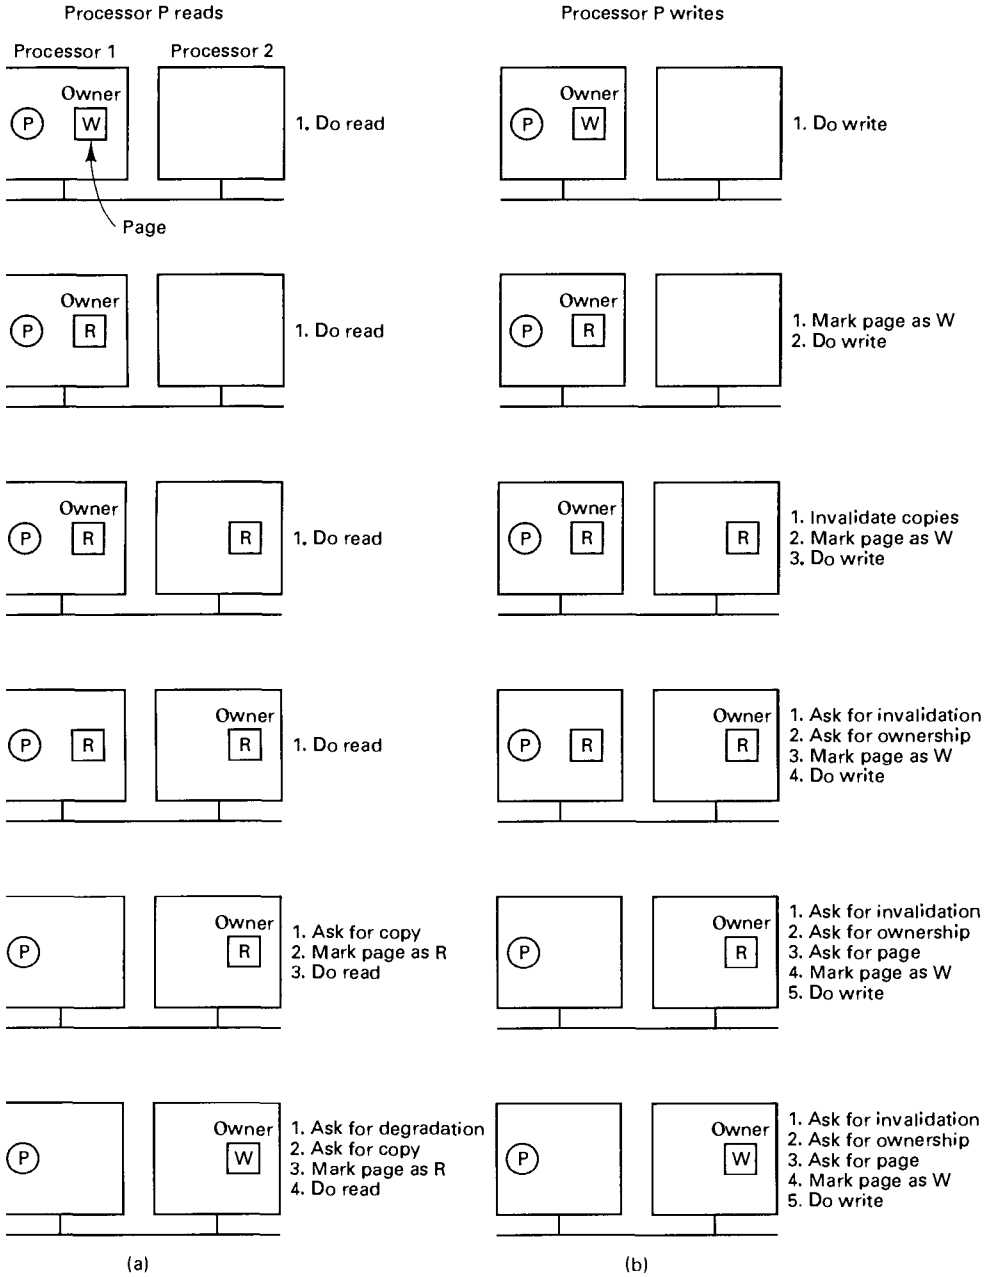 Processor P reads
Processor P writes
Processor 1
Processor 2
Owner
P
W
1. Do read
Page
Owner
P
W
1. Do write
Owner
P
R
1. Do read
Owner
P
R
1. Mark page as W
2. Do write
Owner
P
R
R
1. Do read
Owner
P
R
R
1. Invalidate copies
2. Mark page as W
3. Do write
Owner
P
R
R
1. Do read
Owner
P
R
R
1. Ask for invalidation
2. Ask for ownership
3. Mark page as W
4. Do write
Owner
P
R
1. Ask for copy
2. Mark page as R
3. Do read
Owner
P
R
1. Ask for invalidation
2. Ask for ownership
3. Ask for page
4. Mark page as W
5. Do write
Owner
P
W
1. Ask for degradation
2. Ask for copy
3. Mark page as R
4. Do read
Owner
P
W
1. Ask for invalidation
2. Ask for ownership
3. Ask for page
4. Mark page as W
5. Do write
(a)
(b)